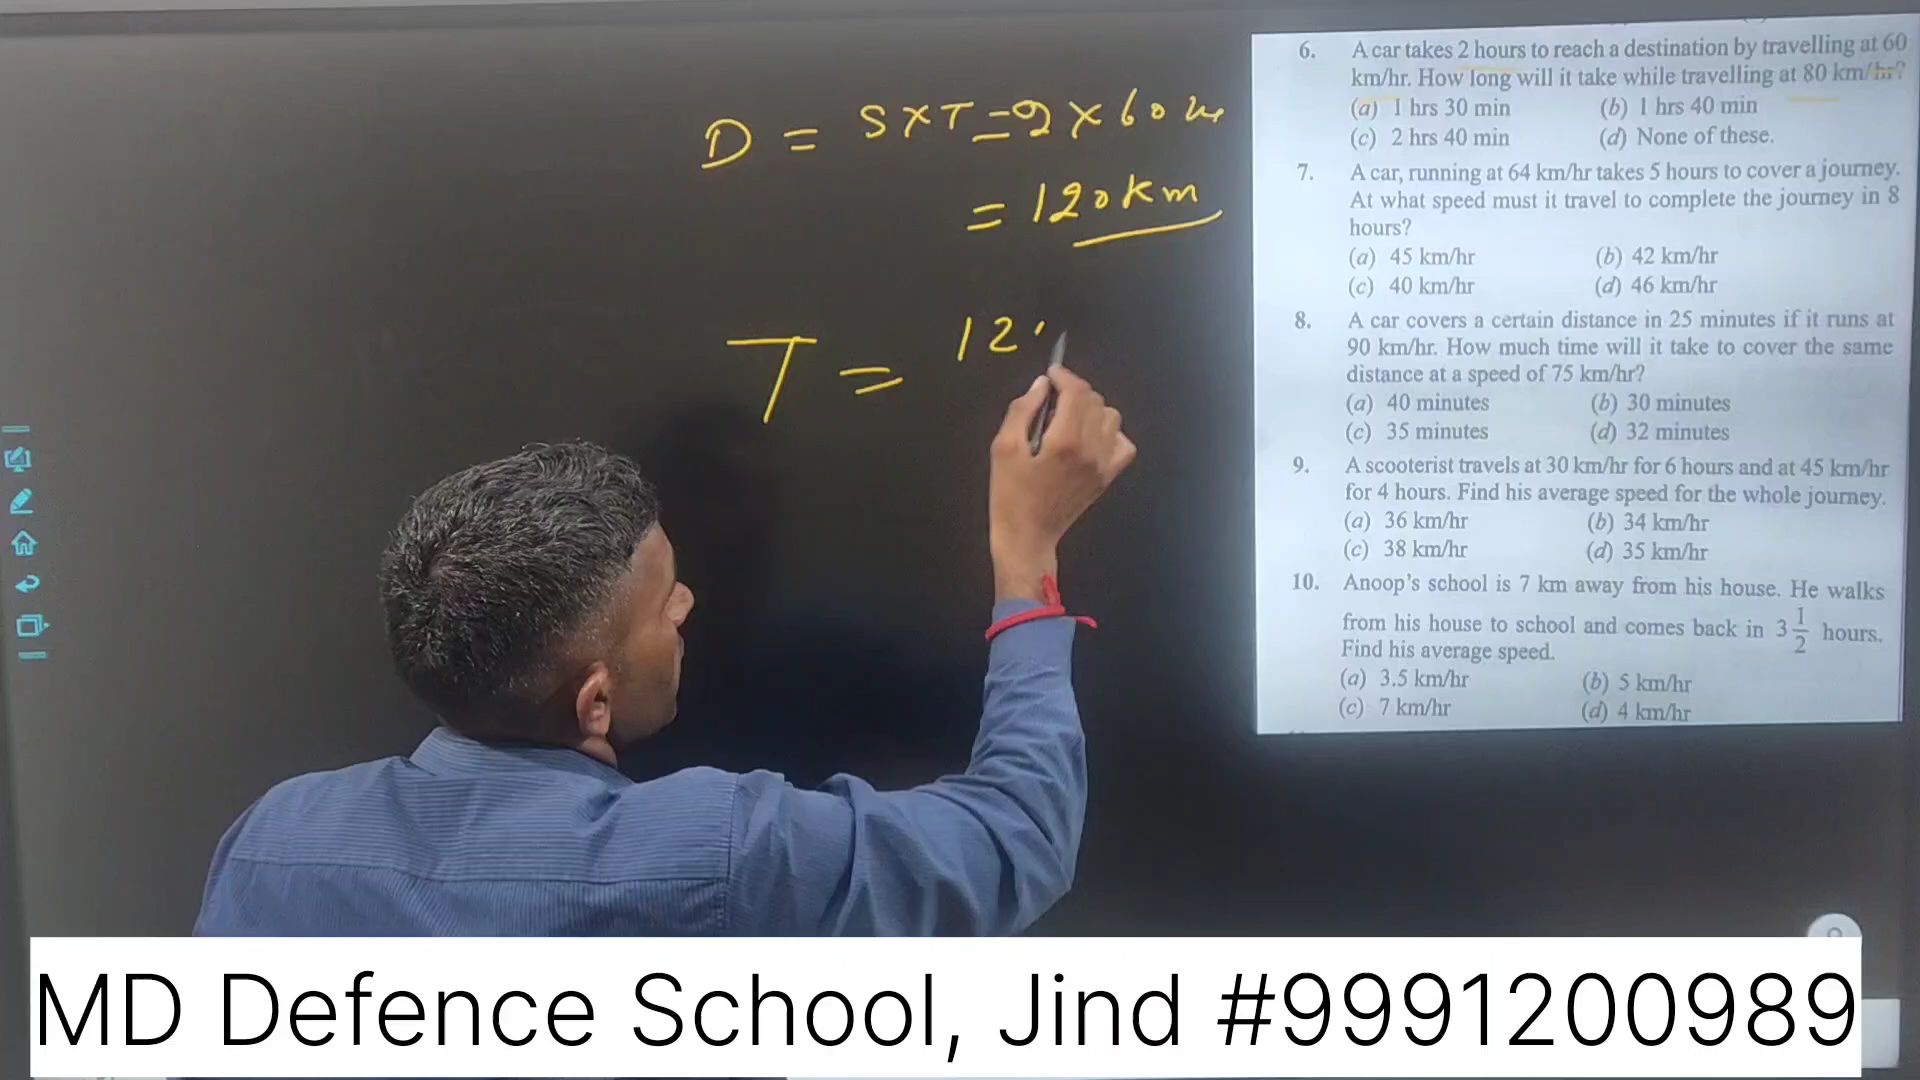 D = S×T = 2×60
= 120km
T = 12
6. A car takes 2 hours to reach a destination by travelling at 60
km/hr. How long will it take while travelling at 80 km/hr?
(a) 1 hrs 30 min (b) 1 hrs 40 min
(c) 2 hrs 40 min (d) None of these.
7. A car, running at 64 km/hr takes 5 hours to cover a journey.
At what speed must it travel to complete the journey in 8
hours?
(a) 45 km/hr (b) 42 km/hr
(c) 40 km/hr (d) 46 km/hr
8. A car covers a certain distance in 25 minutes if it runs at
90 km/hr. How much time will it take to cover the same
distance at a speed of 75 km/hr?
(a) 40 minutes (b) 30 minutes
(c) 35 minutes (d) 32 minutes
9. A scooterist travels at 30 km/hr for 6 hours and at 45 km/hr
for 4 hours. Find his average speed for the whole journey.
(a) 36 km/hr (b) 34 km/hr
(c) 38 km/hr (d) 35 km/hr
10. Anoop's school is 7 km away from his house. He walks
from his house to school and comes back in 3 1/2 hours.
Find his average speed.
(a) 3.5 km/hr (b) 5 km/hr
(c) 7 km/hr (d) 4 km/hr
MD Defence School, Jind #9991200989